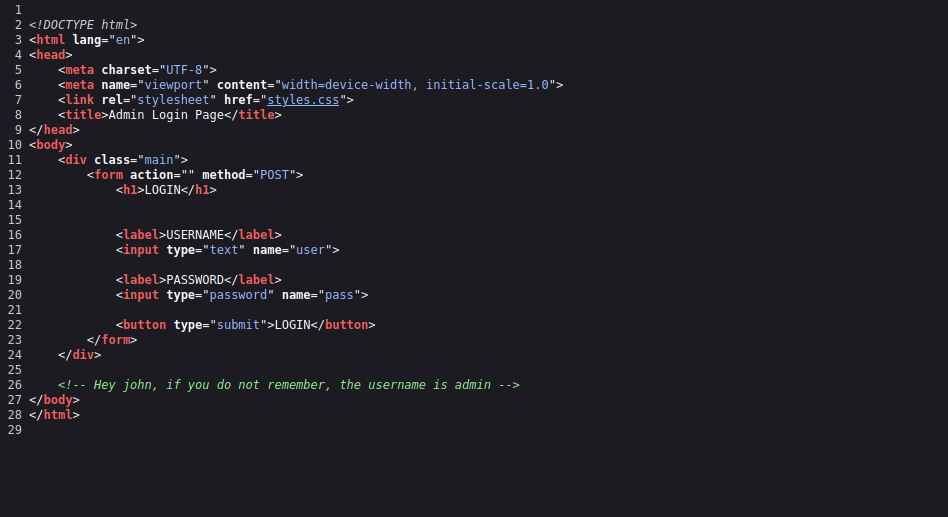 1
2 <!DOCTYPE html>
3 <html lang="en">
4 <head>
5     <meta charset="UTF-8">
6     <meta name="viewport" content="width=device-width, initial-scale=1.0">
7     <link rel="stylesheet" href="styles.css">
8     <title>Admin Login Page</title>
9 </head>
10 <body>
11     <div class="main">
12         <form action="" method="POST">
13             <h1>LOGIN</h1>
14
15
16             <label>USERNAME</label>
17             <input type="text" name="user">
18
19             <label>PASSWORD</label>
20             <input type="password" name="pass">
21
22             <button type="submit">LOGIN</button>
23         </form>
24     </div>
25
26     <!-- Hey john, if you do not remember, the username is admin -->
27 </body>
28 </html>
29